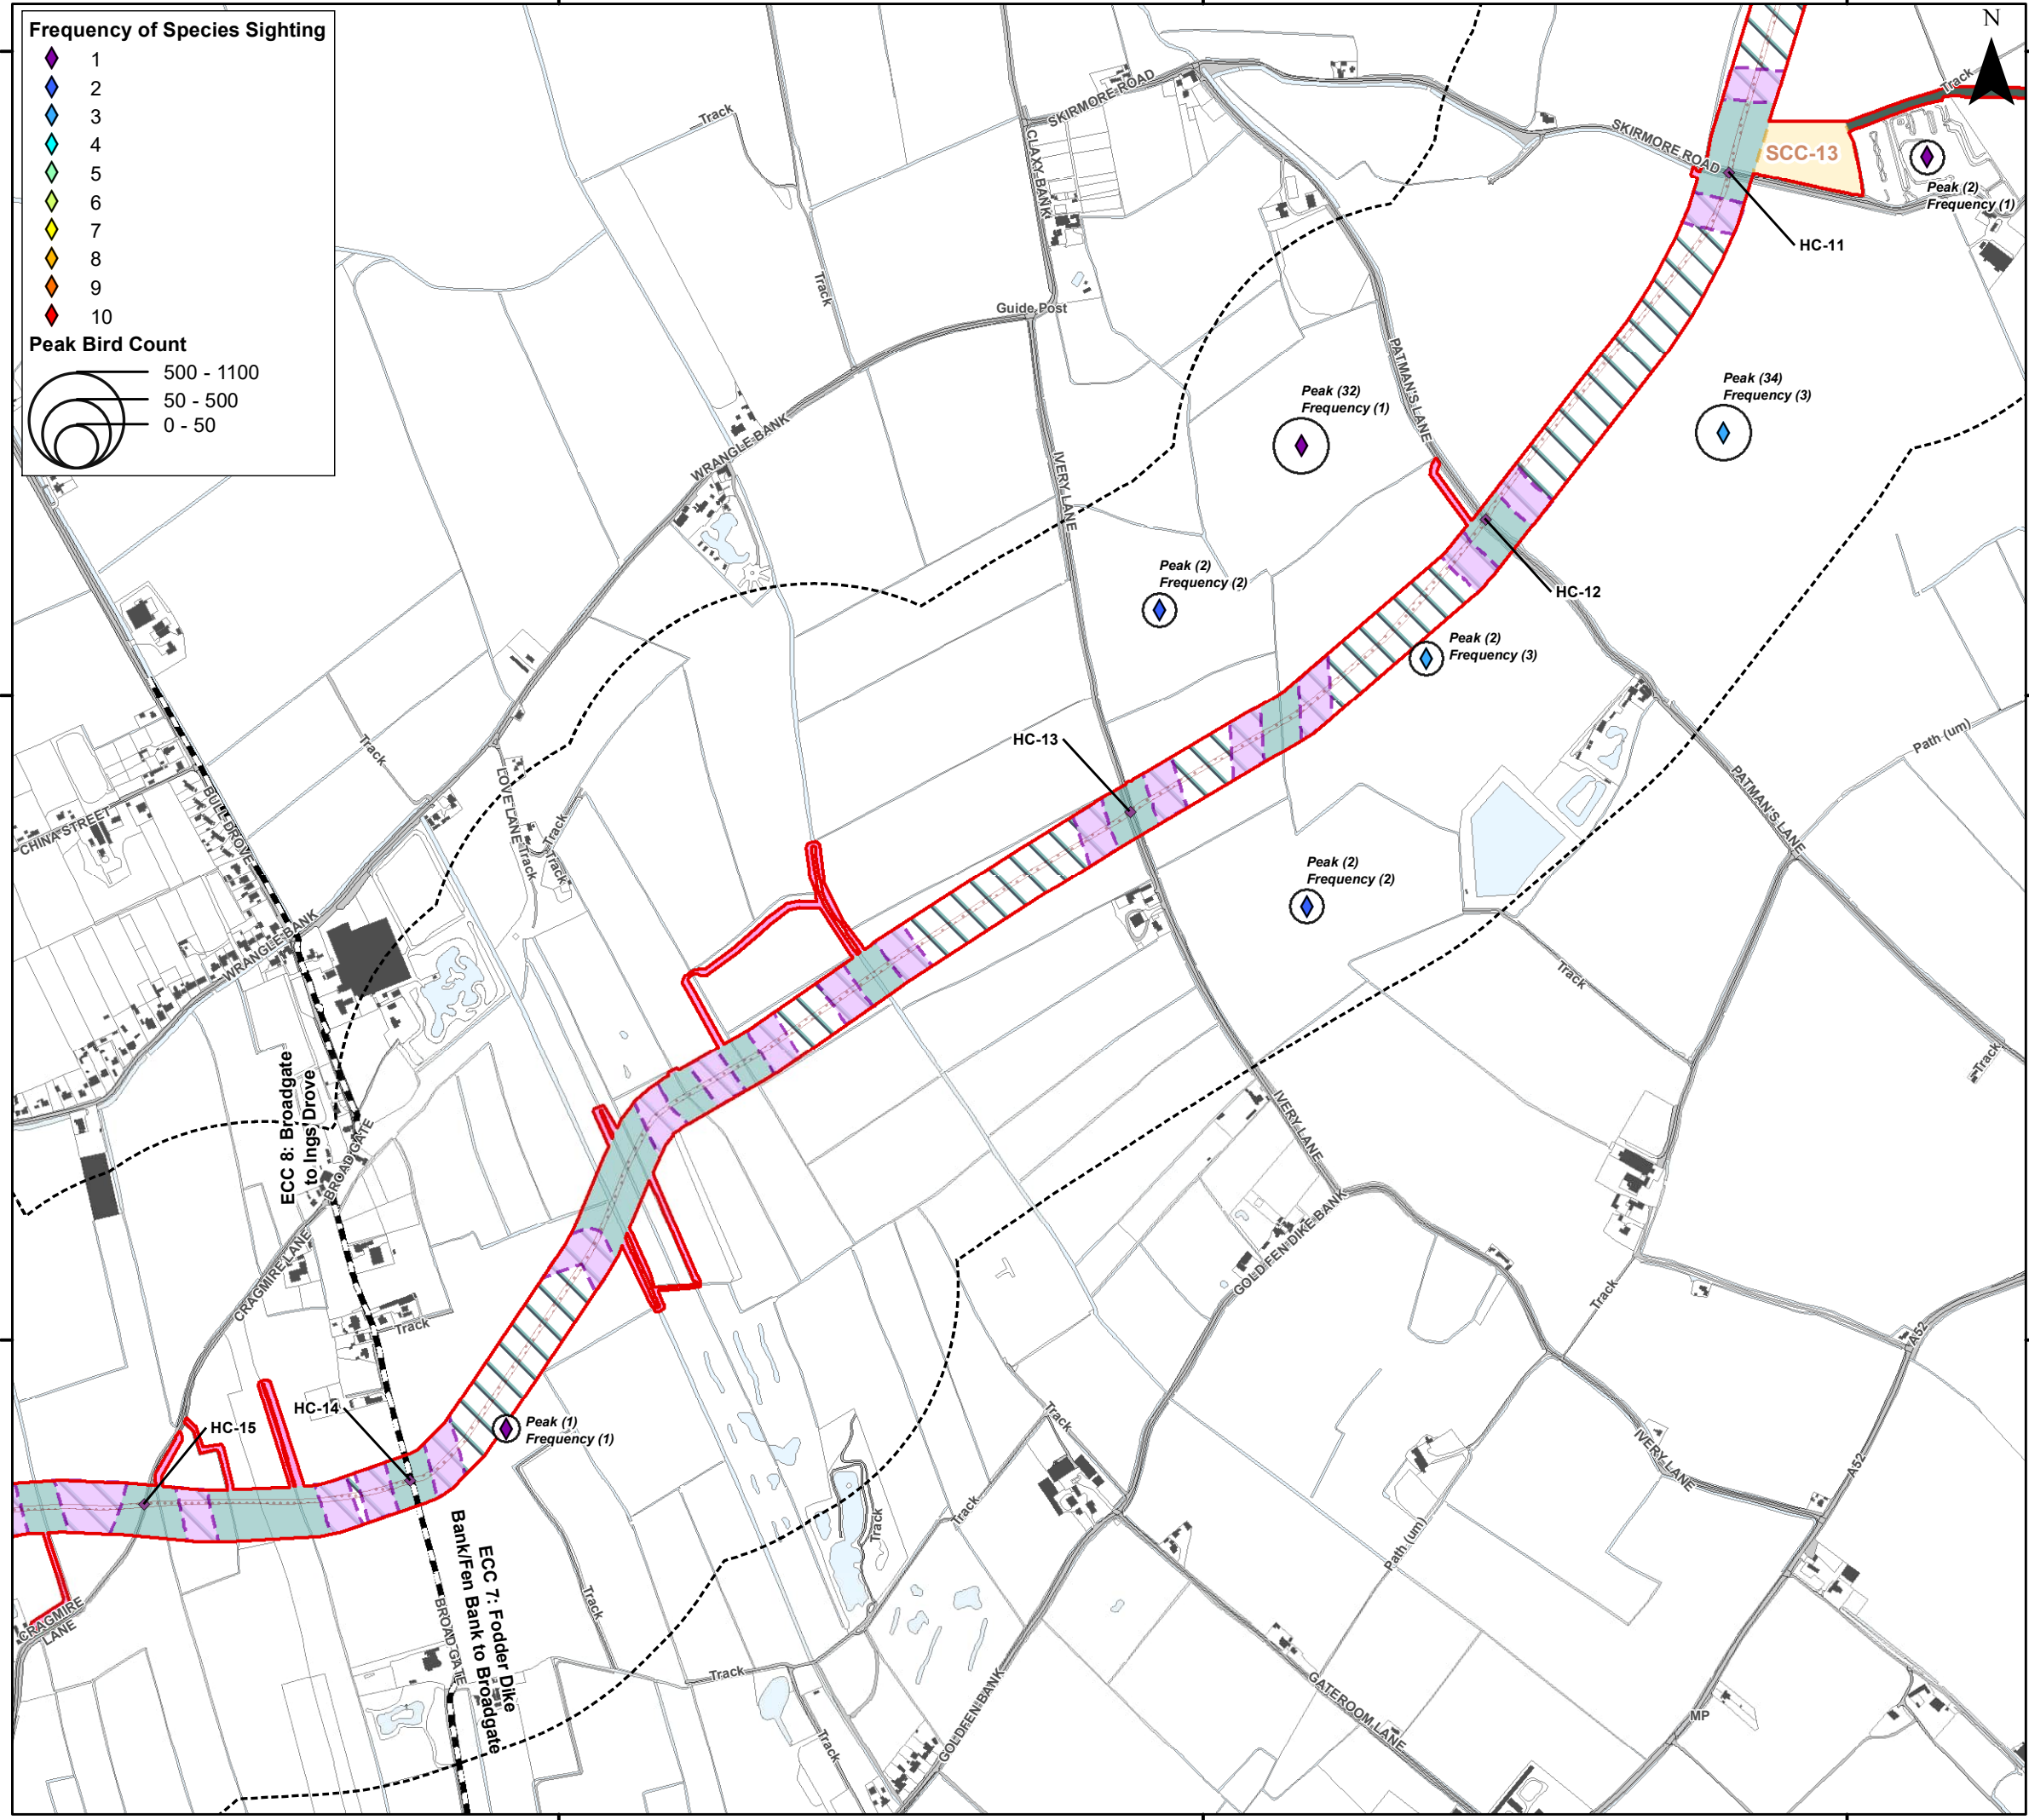 Frequency of Species Sighting
1
2
3
4
5
6
7
8
9
10
Peak Bird Count
500 - 1100
50 - 500
0 - 50
N
Track
SKIRMORE ROAD
CLAXY BANK
Track
SKIRMORE ROAD
SCC-13
Peak (2)
Frequency (1)
HC-11
Track
Guide Post
PATMAN'S LANE
Peak (32)
Frequency (1)
Peak (34)
Frequency (3)
WRANGLE BANK
IVERY LANE
Peak (2)
Frequency (2)
HC-12
Peak (2)
Frequency (3)
HC-13
Track
Path (um)
PATMAN'S LANE
CHINA STREET
BULL DROVE
LOVE LANE
Track
Track
Track
Peak (2)
Frequency (2)
WRANGLE BANK
Track
Track
ECC 8: Broadgate
to Ings Drove
BROAD GATE
IVERY LANE
GOLD FEN DIKE BANK
CRAGMIRE LANE
Track
Track
A52
HC-14
HC-15
Peak (1)
Frequency (1)
Track
IVERY LANE
A52
Track
Track
Path (um)
ECC 7: Fodder Dike
Bank/Fen Bank to Broadgate
BROAD GATE
Track
CRAGMIRE
LANE
Track
Track
GOLDFEN BANK
GATEROOM LANE
MP